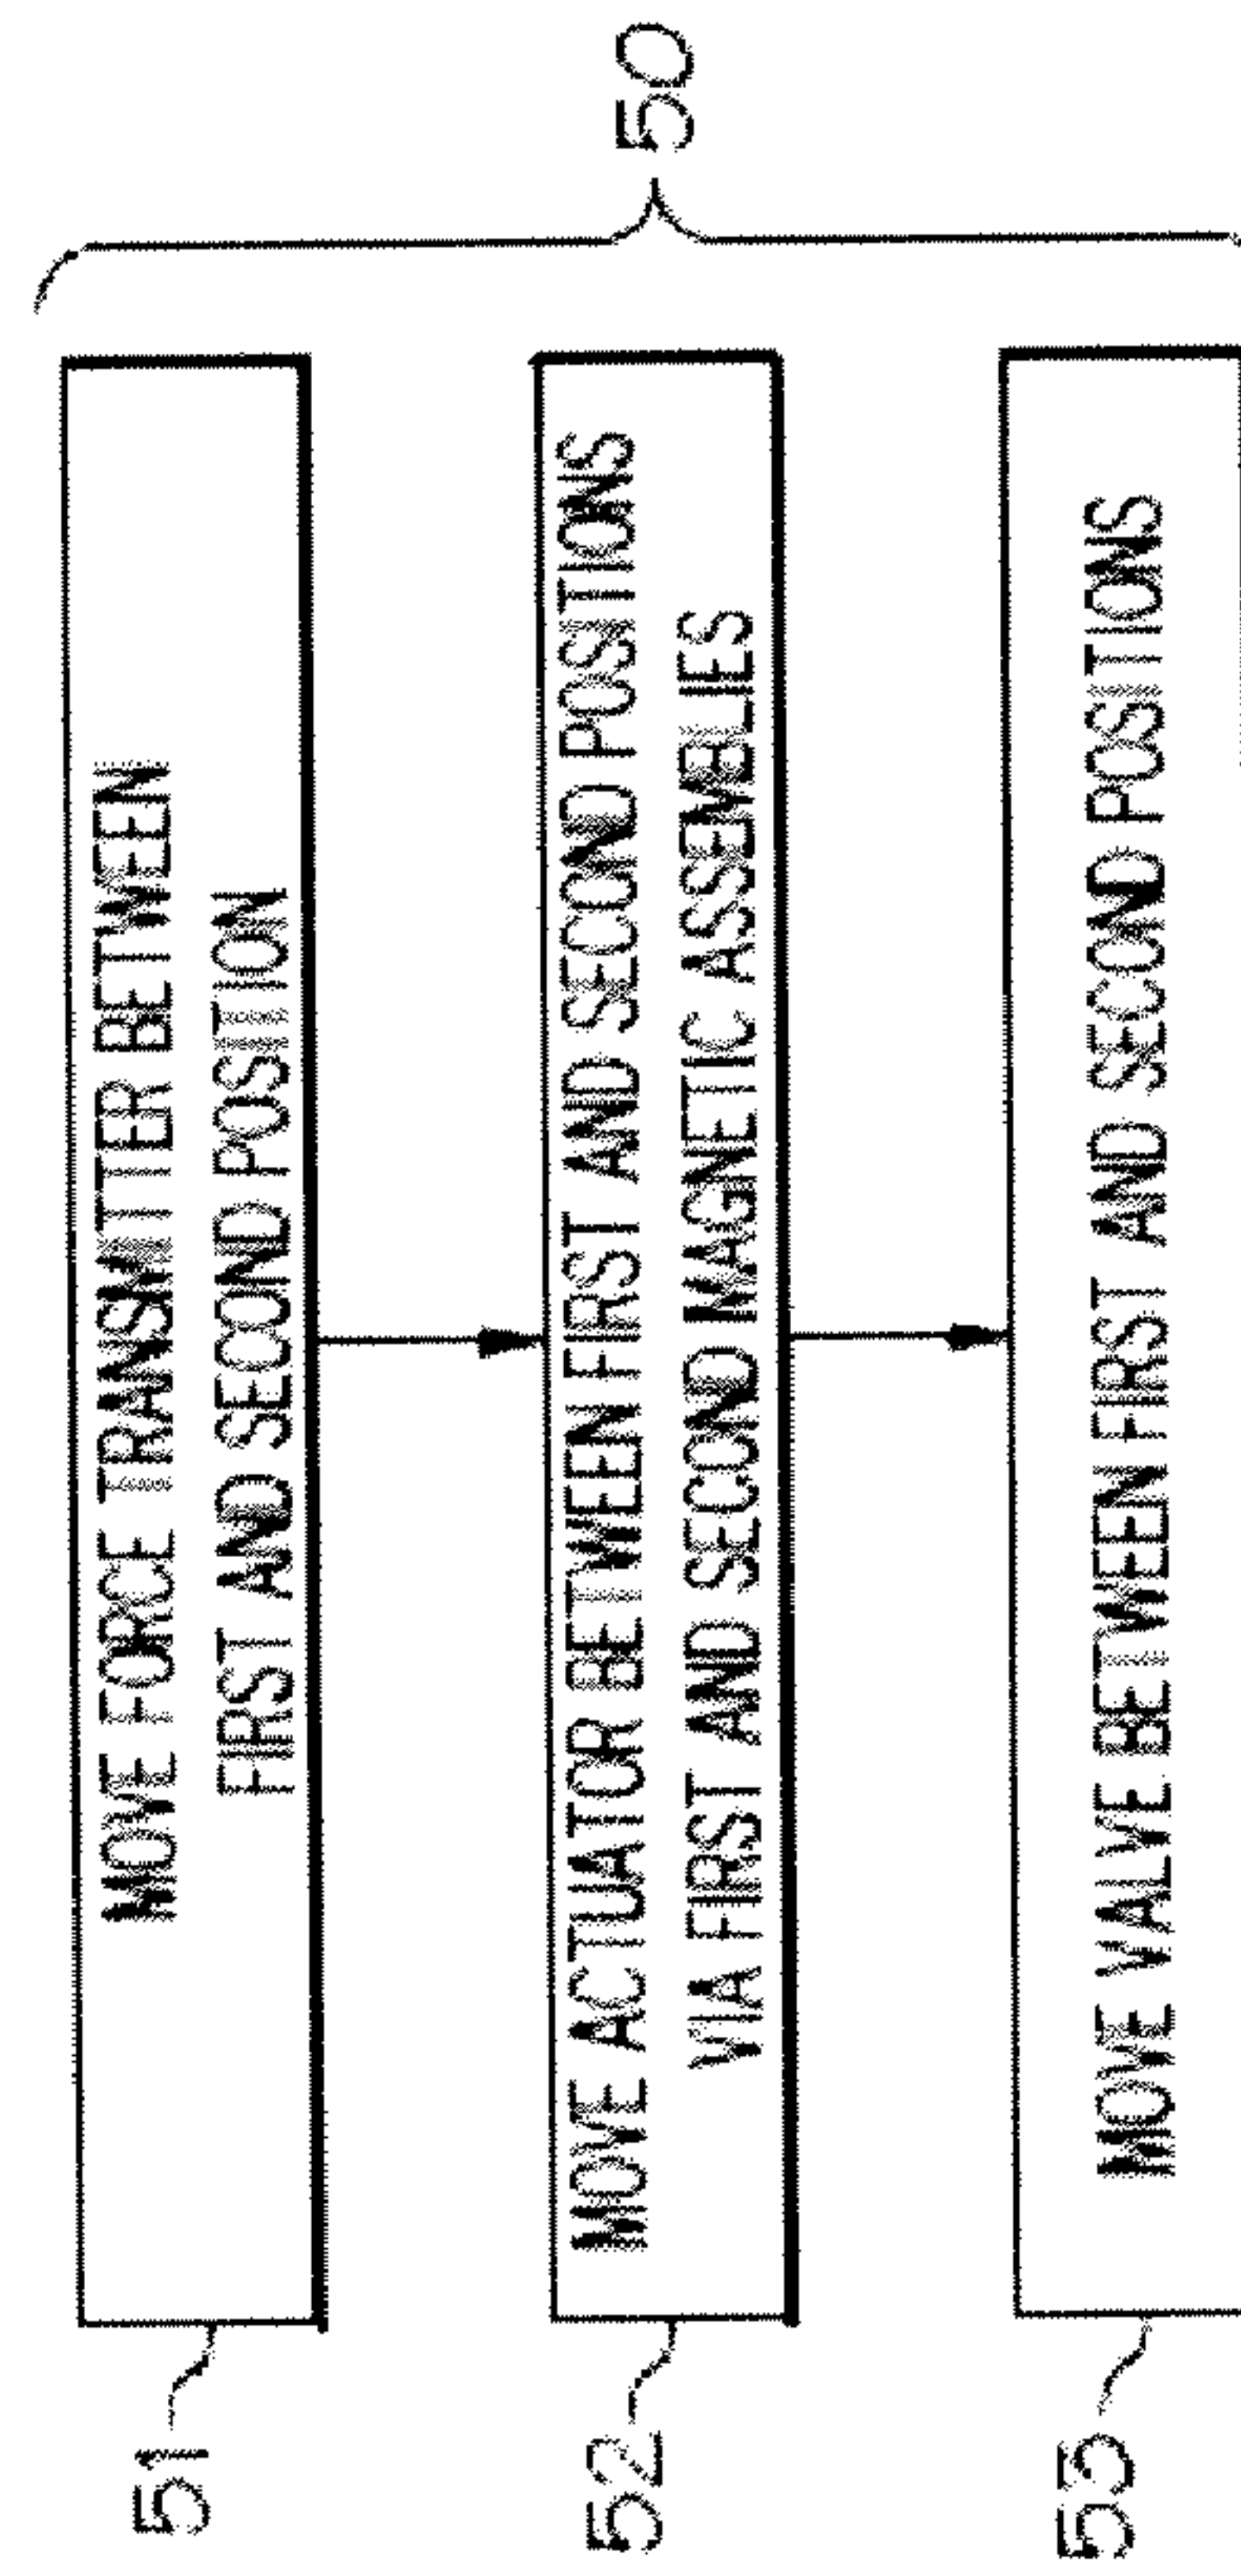 50
51
MOVE FORCE TRANSMITTER BETWEEN
FIRST AND SECOND POSITION
52
MOVE ACTUATOR BETWEEN FIRST AND SECOND POSITIONS
VIA FIRST AND SECOND MAGNETIC ASSEMBLIES
53
MOVE VALVE BETWEEN FIRST AND SECOND POSITIONS